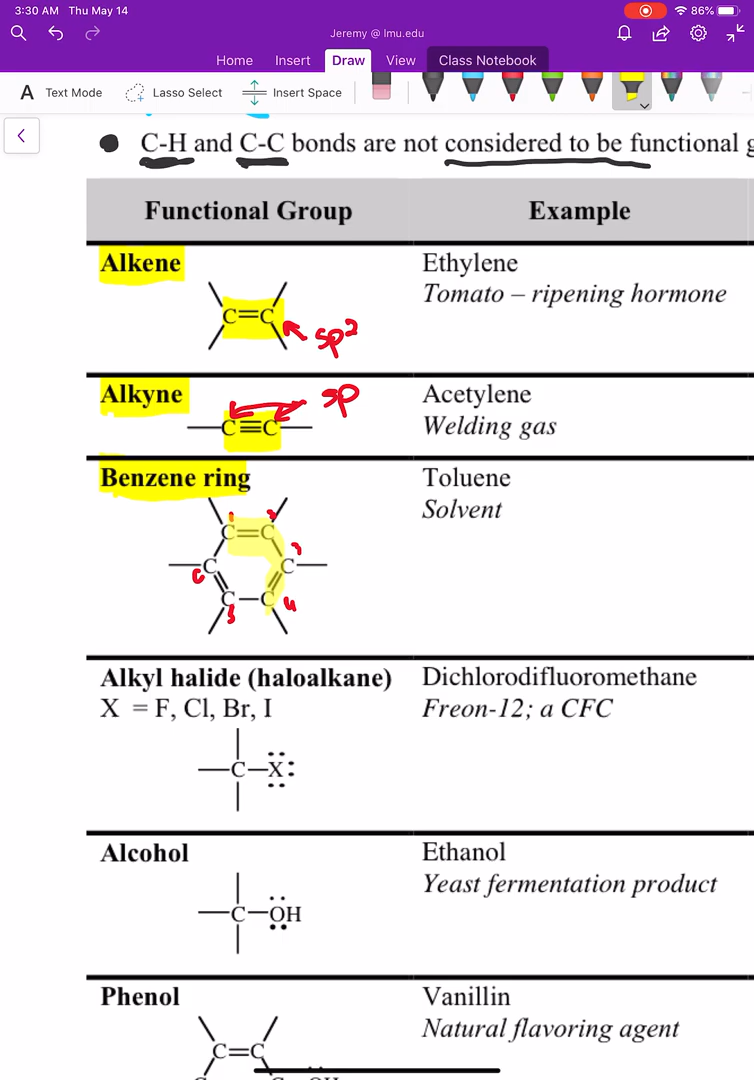 3:30 AM Thu May 14
86%
Jeremy @ lmu.edu
Home Insert Draw View Class Notebook
A Text Mode Lasso Select Insert Space
C-H and C-C bonds are not considered to be functional g
Functional Group Example
Alkene Ethylene
Tomato – ripening hormone
C=C
sp2
Alkyne Acetylene
sp
—C≡C— Welding gas
Benzene ring Toluene
Solvent
1 2
C=C
3
C C
6
C—C
5 4
Alkyl halide (haloalkane) Dichlorodifluoromethane
X = F, Cl, Br, I Freon-12; a CFC
—C—X:
Alcohol Ethanol
Yeast fermentation product
—C—OH
Phenol Vanillin
Natural flavoring agent
C=C